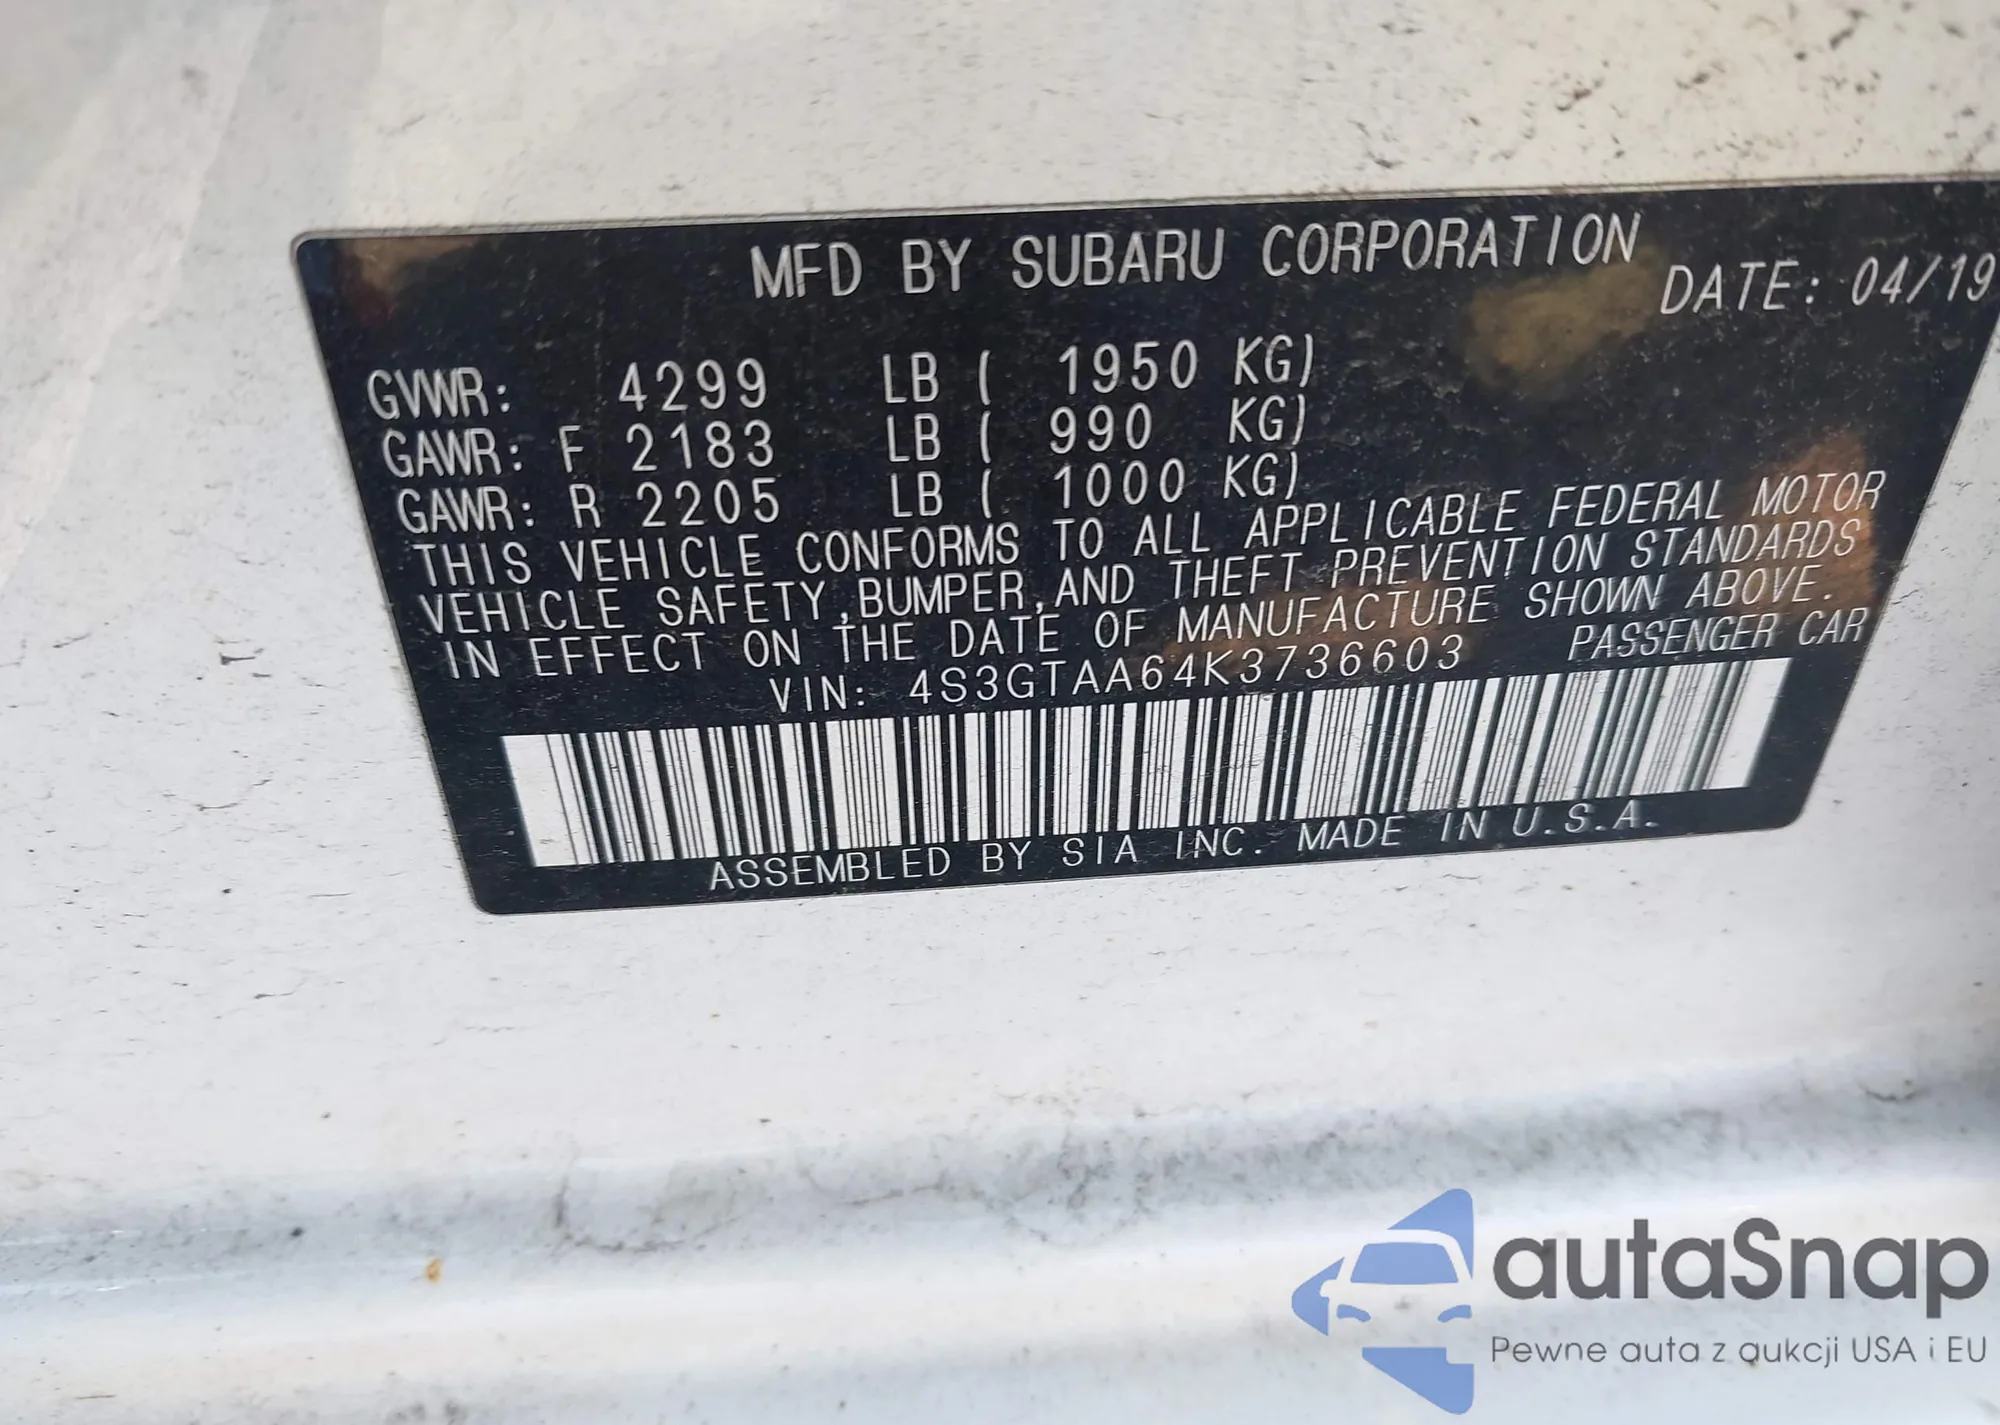 MFD BY SUBARU CORPORATION
DATE: 04/19
GVWR: 4299 LB ( 1950 KG)
GAWR: F 2183 LB ( 990 KG)
GAWR: R 2205 LB ( 1000 KG)
THIS VEHICLE CONFORMS TO ALL APPLICABLE FEDERAL MOTOR
VEHICLE SAFETY,BUMPER,AND THEFT PREVENTION STANDARDS
IN EFFECT ON THE DATE OF MANUFACTURE SHOWN ABOVE.
VIN: 4S3GTAA64K3736603 PASSENGER CAR
ASSEMBLED BY SIA INC. MADE IN U.S.A.
autaSnap
Pewne auta z aukcji USA i EU